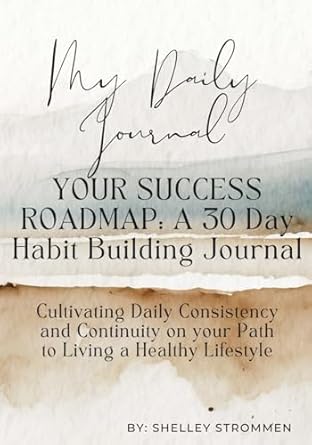 My Daily
Journal
YOUR SUCCESS
ROADMAP: A 30 Day
Habit Building Journal
Cultivating Daily Consistency
and Continuity on your Path
to Living a Healthy Lifestyle
BY: SHELLEY STROMMEN